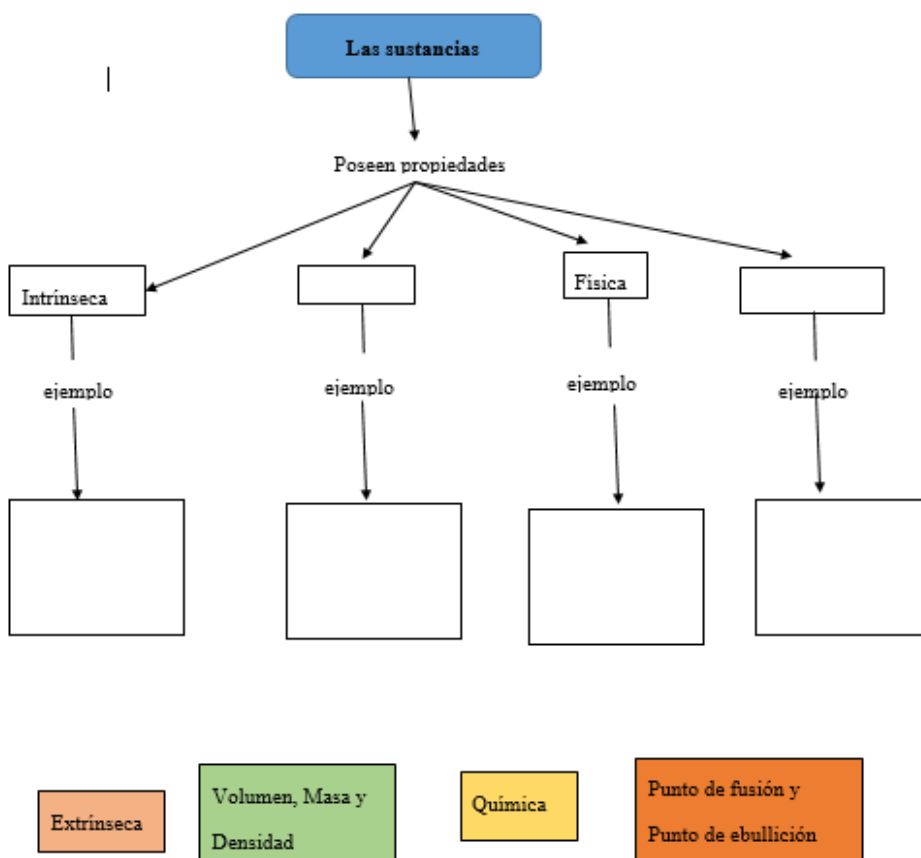 Las sustancias
Poseen propiedades
Intrínseca
Física
ejemplo
ejemplo
ejemplo
ejemplo
Extrínseca
Volumen, Masa y
Densidad
Química
Punto de fusión y
Punto de ebullición